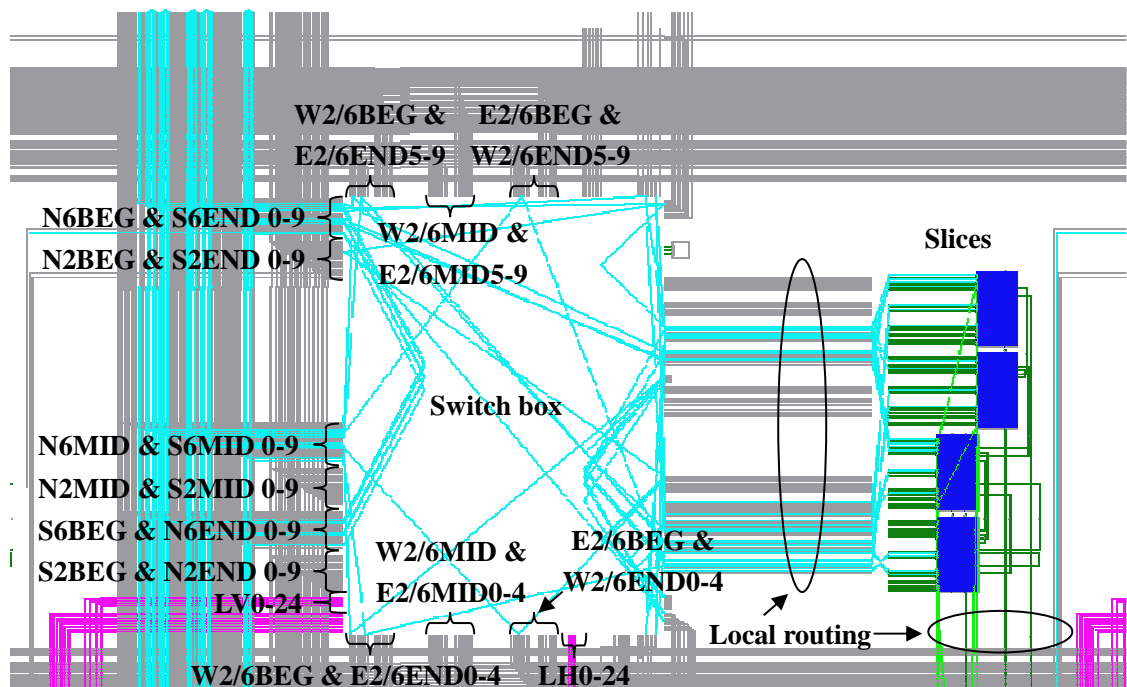 W2/6BEG & E2/6BEG &
E2/6END5-9 W2/6END5-9
N6BEG & S6END 0-9
W2/6MID &
Slices
N2BEG & S2END 0-9
E2/6MID5-9
Switch box
N6MID & S6MID 0-9
N2MID & S2MID 0-9
S6BEG & N6END 0-9
E2/6BEG &
W2/6MID &
S2BEG & N2END 0-9
W2/6END0-4
E2/6MID0-4
LV0-24
Local routing
W2/6BEG & E2/6END0-4 LH0-24